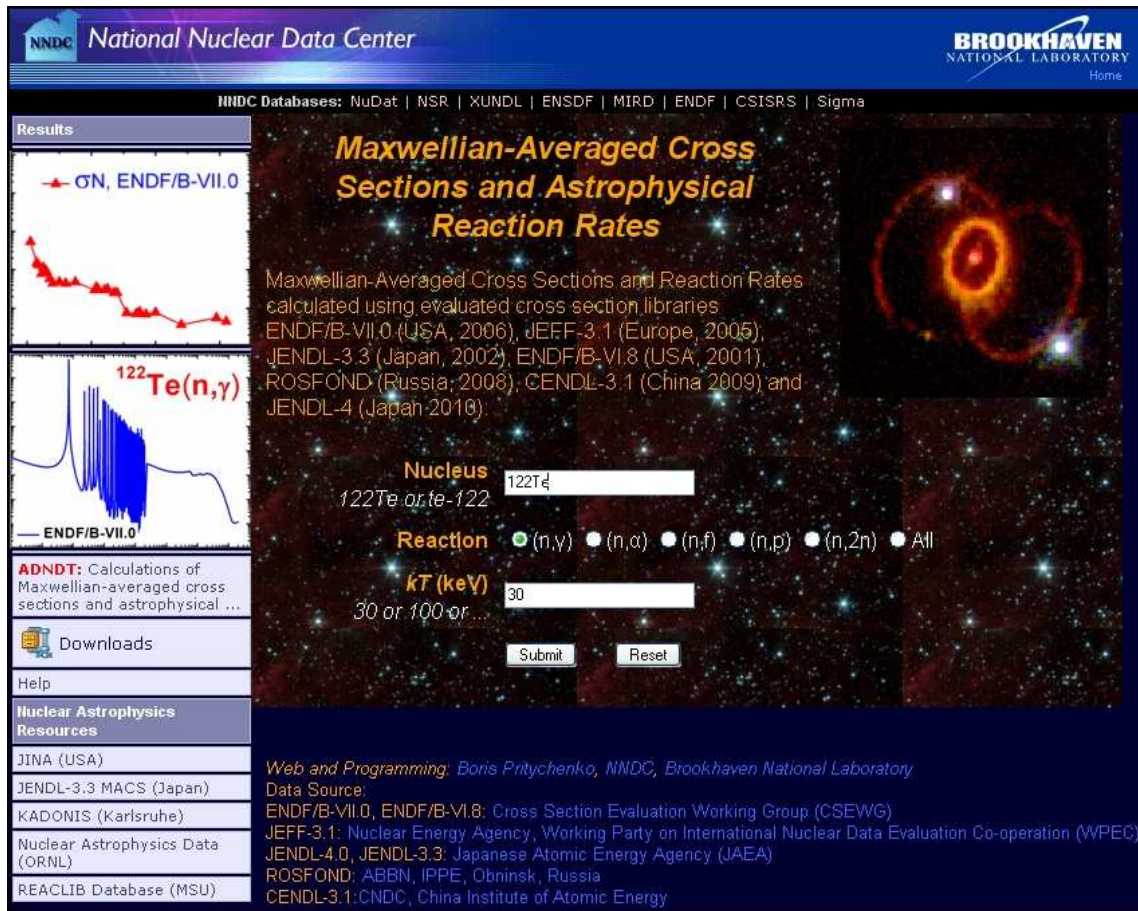 NNDC National Nuclear Data Center
BROOKHAVEN
NATIONAL LABORATORY
Home
NNDC Databases: NuDat | NSR | XUNDL | ENSDF | MIRD | ENDF | CSISRS | Sigma
Results
σN, ENDF/B-VII.0
122Te(n,γ)
ENDF/B-VII.0
ADNDT: Calculations of
Maxwellian-averaged cross
sections and astrophysical ...
Downloads
Help
Nuclear Astrophysics
Resources
JINA (USA)
JENDL-3.3 MACS (Japan)
KADONIS (Karlsruhe)
Nuclear Astrophysics Data
(ORNL)
REACLIB Database (MSU)
Maxwellian-Averaged Cross
Sections and Astrophysical
Reaction Rates
Maxwellian-Averaged Cross Sections and Reaction Rates
calculated using evaluated cross section libraries
ENDF/B-VII.0 (USA, 2006), JEFF-3.1 (Europe, 2005),
JENDL-3.3 (Japan, 2002), ENDF/B-VI.8 (USA, 2001),
ROSFOND (Russia, 2008), CENDL-3.1 (China 2009) and
JENDL-4 (Japan 2010):
Nucleus
122Te or te-122
122Te
Reaction (n,γ) (n,α) (n,f) (n,p) (n,2n) All
kT (keV)
30 or 100 or ...
30
Submit Reset
Web and Programming: Boris Pritychenko, NNDC, Brookhaven National Laboratory
Data Source:
ENDF/B-VII.0, ENDF/B-VI.8: Cross Section Evaluation Working Group (CSEWG)
JEFF-3.1: Nuclear Energy Agency, Working Party on International Nuclear Data Evaluation Co-operation (WPEC)
JENDL-4.0, JENDL-3.3: Japanese Atomic Energy Agency (JAEA)
ROSFOND: ABBN, IPPE, Obninsk, Russia
CENDL-3.1:CNDC, China Institute of Atomic Energy